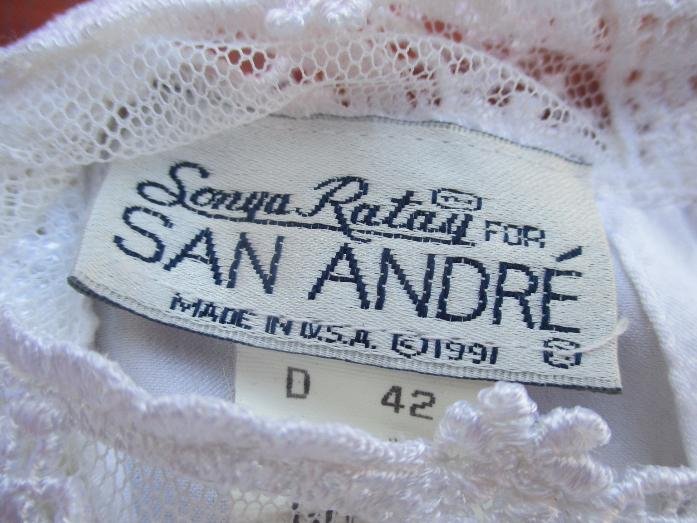 Sonya Ratay FOR
SAN ANDRÉ
MADE IN U.S.A. ©1991 ®
D 42